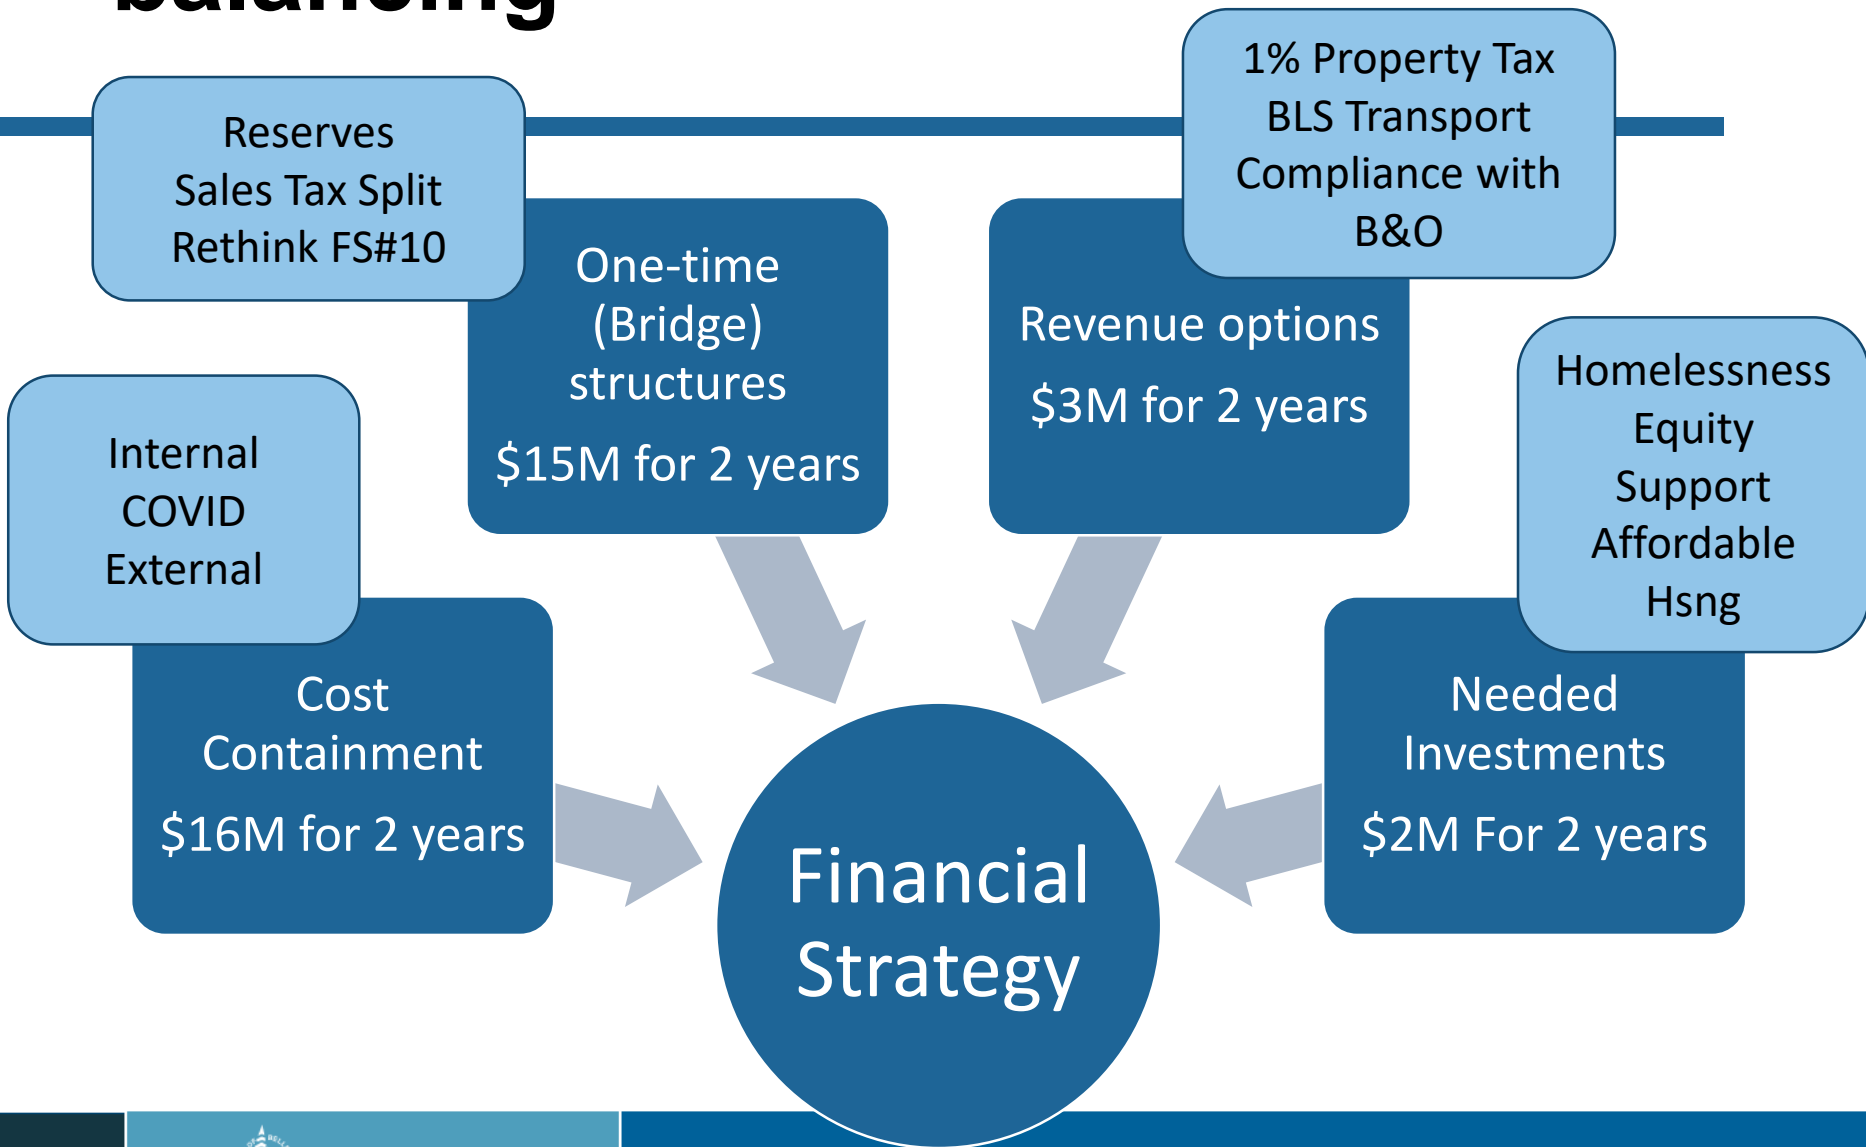 balancing
Reserves
Sales Tax Split
Rethink FS#10
1% Property Tax
BLS Transport
Compliance with
B&O
One-time
(Bridge)
structures
$15M for 2 years
Revenue options
$3M for 2 years
Internal
COVID
External
Homelessness
Equity
Support
Affordable
Hsng
Cost
Containment
$16M for 2 years
Needed
Investments
$2M For 2 years
Financial
Strategy